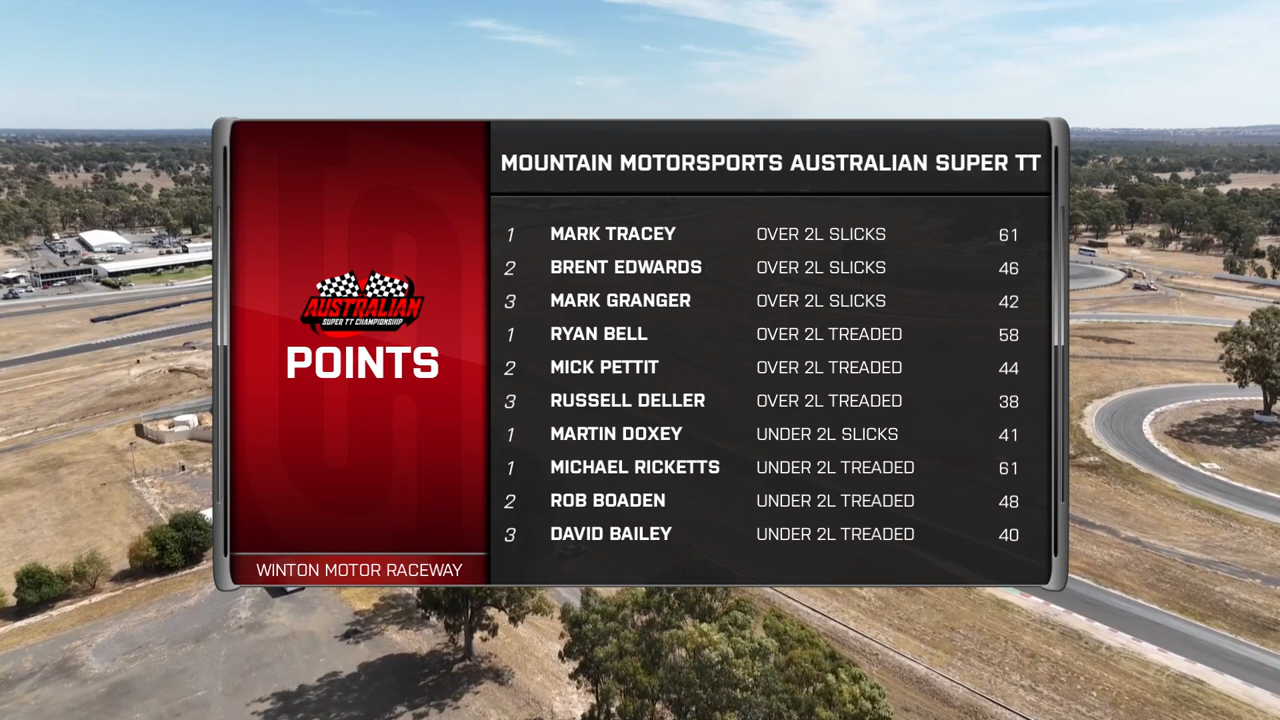 MOUNTAIN MOTORSPORTS AUSTRALIAN SUPER TT
1 MARK TRACEY OVER 2L SLICKS 61
2 BRENT EDWARDS OVER 2L SLICKS 46
3 MARK GRANGER OVER 2L SLICKS 42
1 RYAN BELL OVER 2L TREADED 58
2 MICK PETTIT OVER 2L TREADED 44
3 RUSSELL DELLER OVER 2L TREADED 38
1 MARTIN DOXEY UNDER 2L SLICKS 41
1 MICHAEL RICKETTS UNDER 2L TREADED 61
2 ROB BOADEN UNDER 2L TREADED 48
3 DAVID BAILEY UNDER 2L TREADED 40
AUSTRALIAN
SUPER TT CHAMPIONSHIP
POINTS
WINTON MOTOR RACEWAY